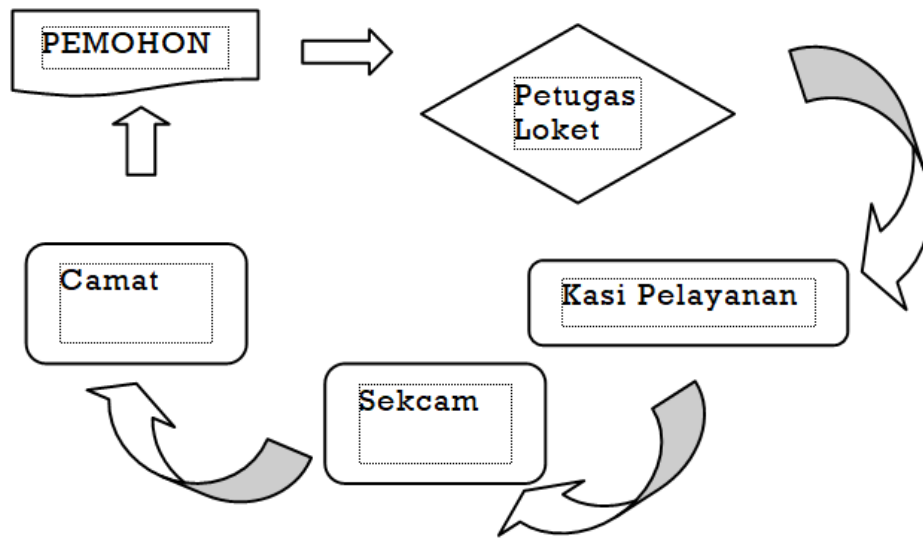 PEMOHON
Petugas
Loket
Kasi Pelayanan
Sekcam
Camat